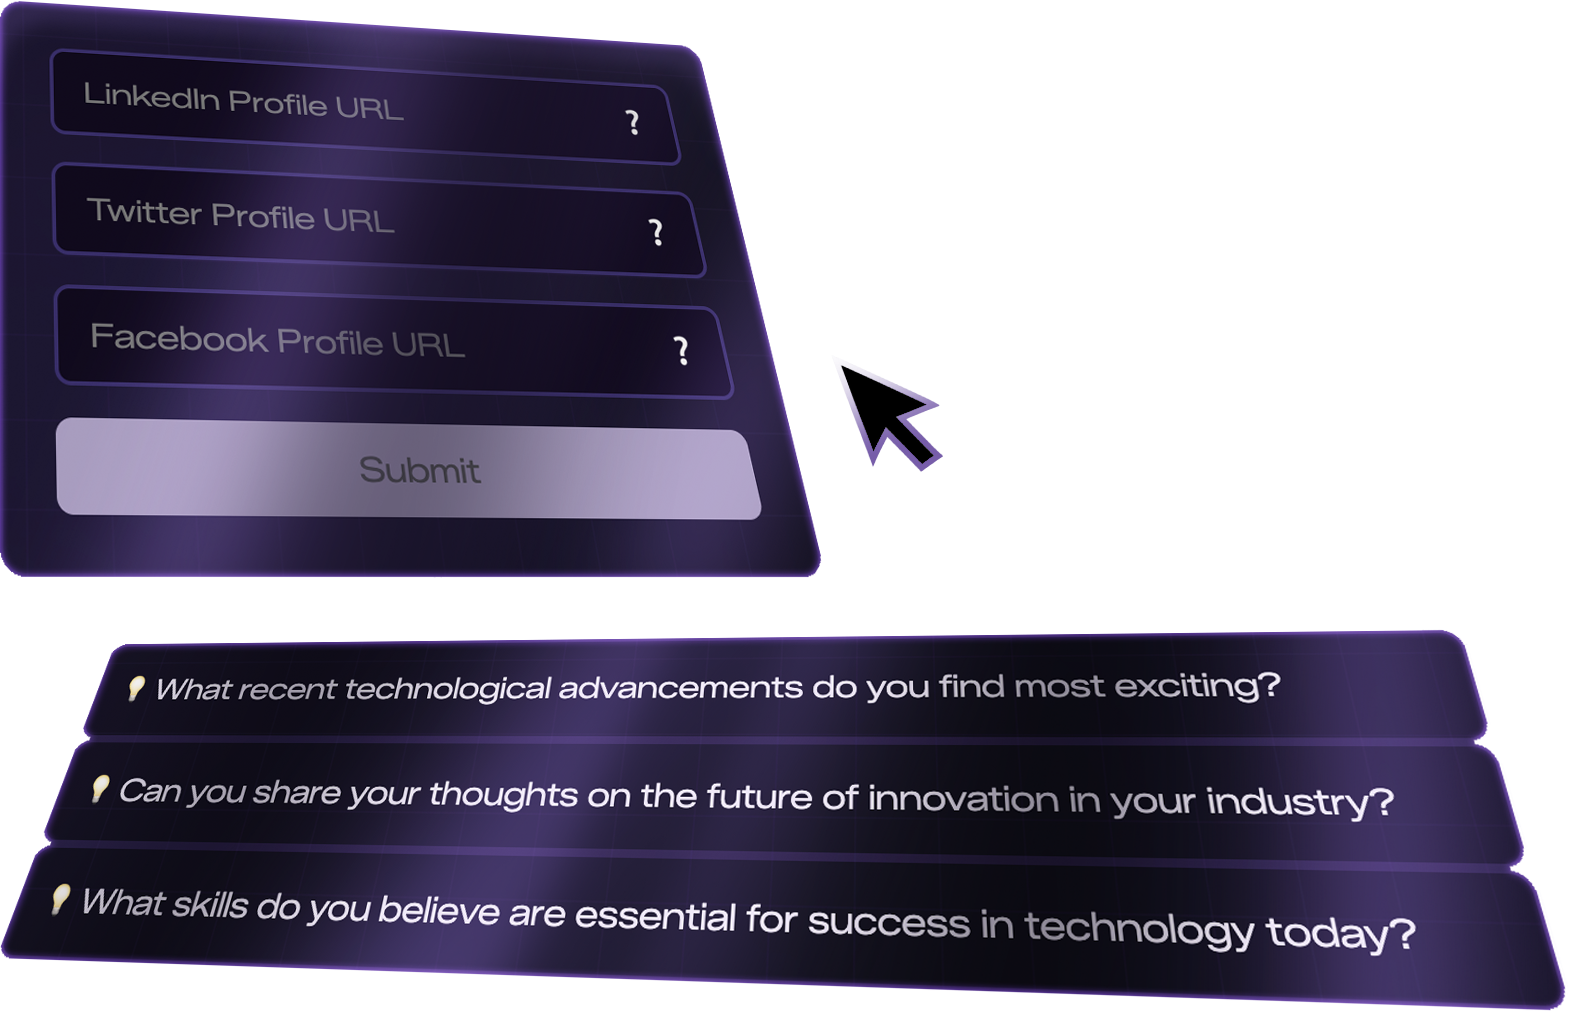 LinkedIn Profile URL ?
Twitter Profile URL ?
Facebook Profile URL ?
Submit
What recent technological advancements do you find most exciting?
Can you share your thoughts on the future of innovation in your industry?
What skills do you believe are essential for success in technology today?